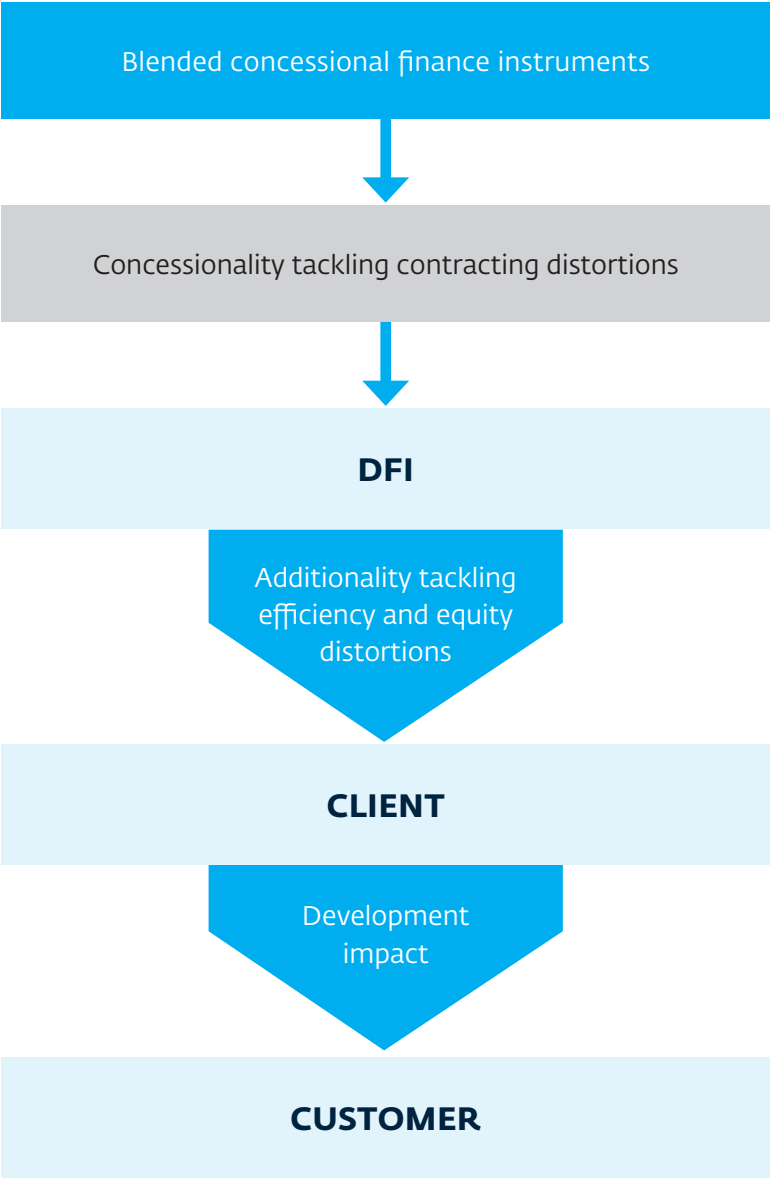 Blended concessional finance instruments
Concessionality tackling contracting distortions
DFI
Additionality tackling
efficiency and equity
distortions
CLIENT
Development
impact
CUSTOMER